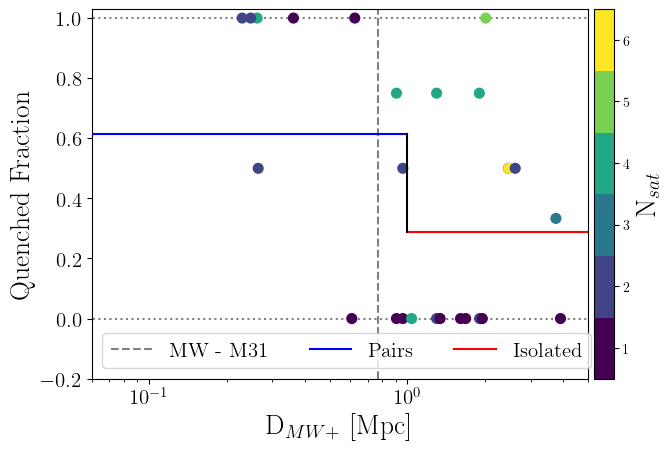 1.0
0.8
0.6
0.4
0.2
0.0
−0.2
Quenched Fraction
10⁻¹
10⁰
D_{MW+} [Mpc]
MW - M31
Pairs
Isolated
6
5
4
3
2
1
N_{sat}